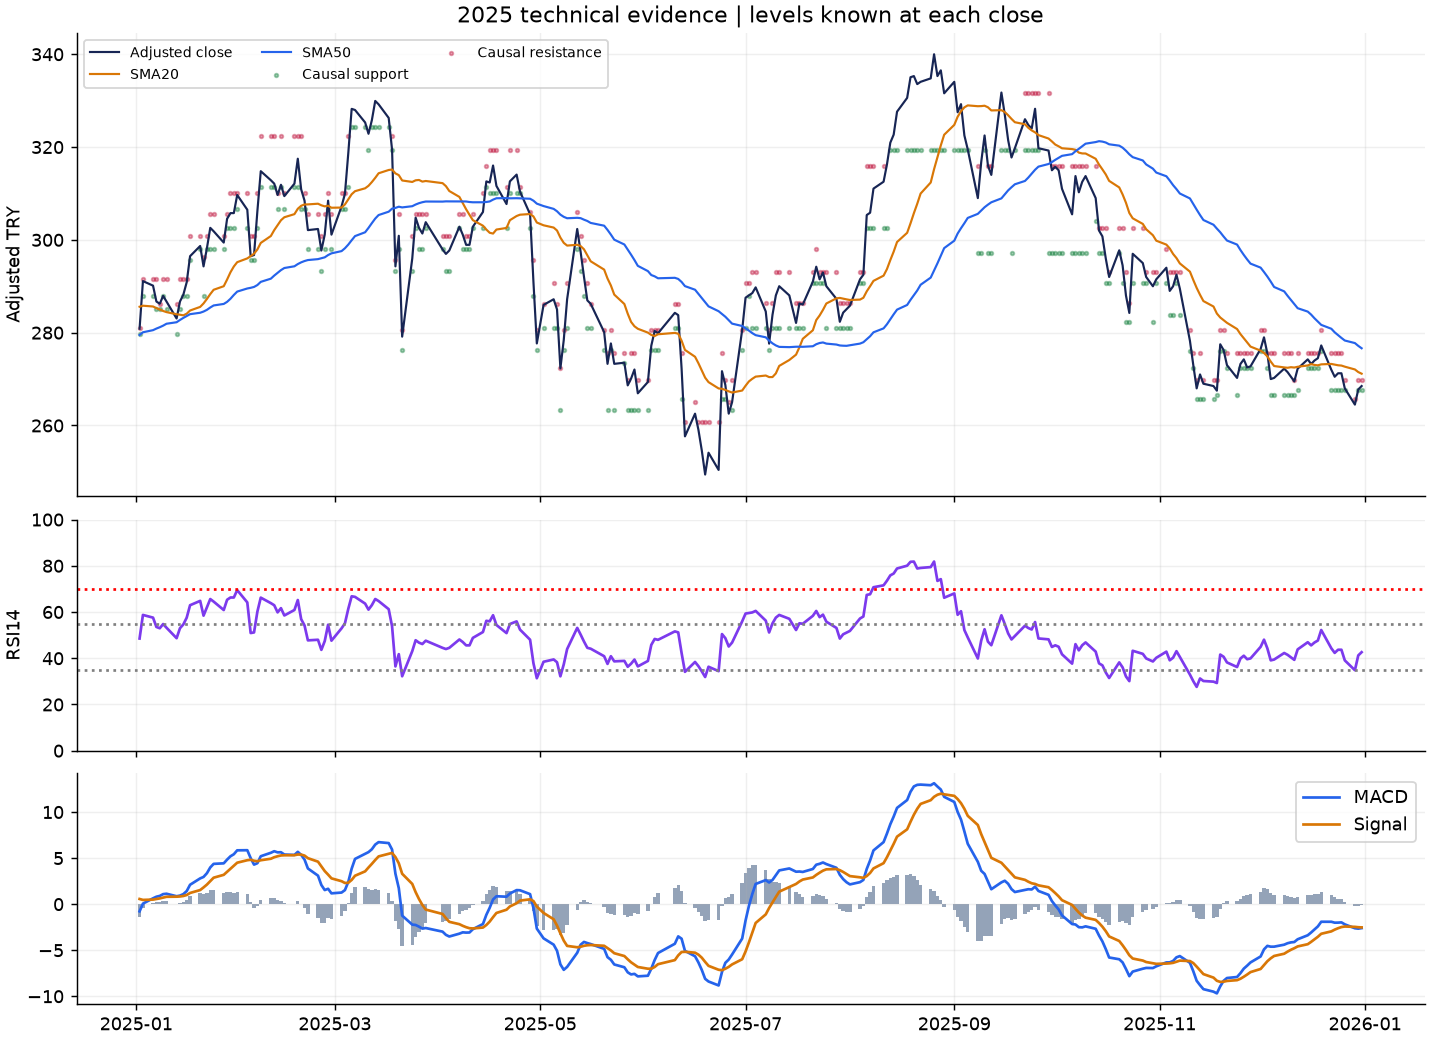 2025 technical evidence | levels known at each close
Adjusted close
SMA20
SMA50
Causal support
Causal resistance
Adjusted TRY
340
320
300
280
260
RSI14
100
80
60
40
20
0
MACD
Signal
10
5
0
−5
−10
2025-01
2025-03
2025-05
2025-07
2025-09
2025-11
2026-01